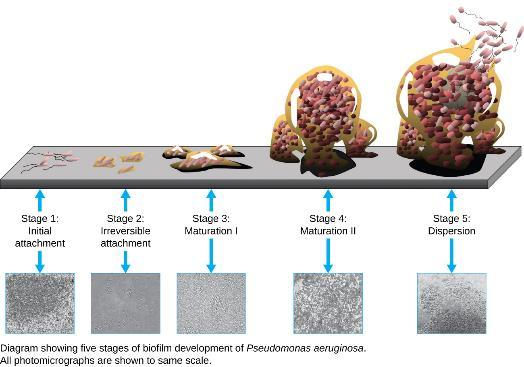 Stage 1:
Initial
attachment
Stage 2:
Irreversible
attachment
Stage 3:
Maturation I
Stage 4:
Maturation II
Stage 5:
Dispersion
Diagram showing five stages of biofilm development of Pseudomonas aeruginosa.
All photomicrographs are shown to same scale.